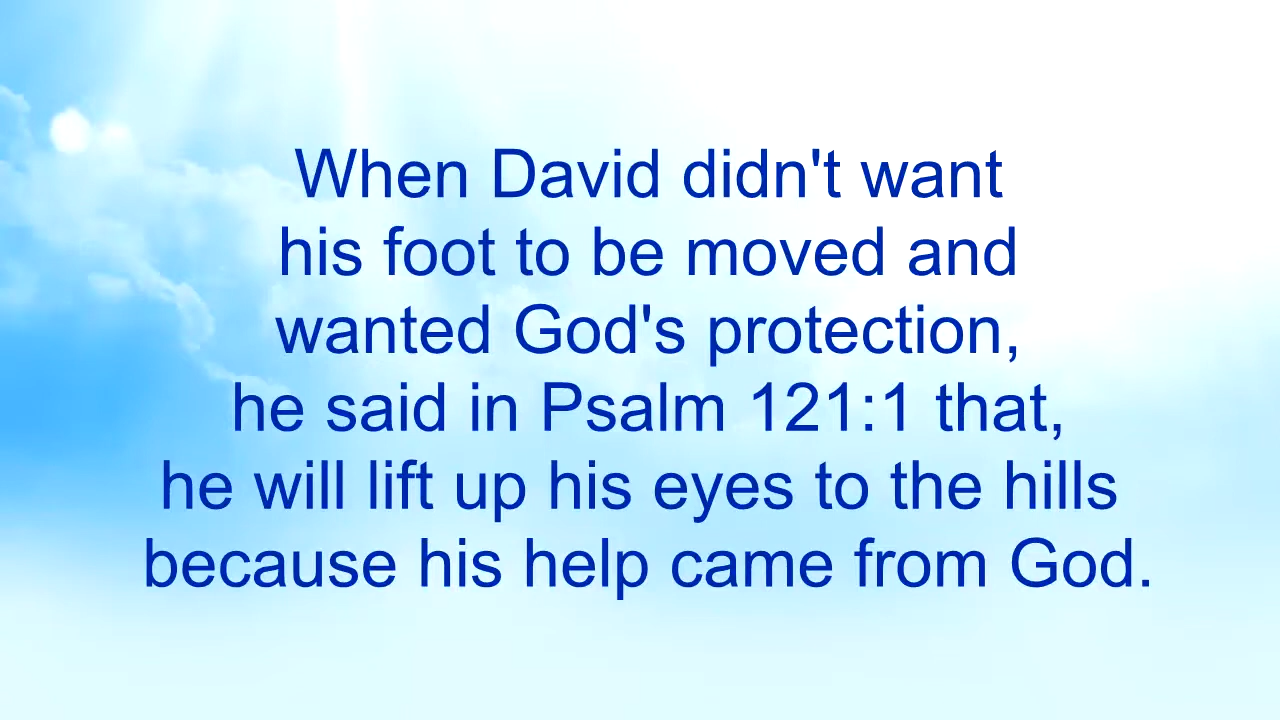 When David didn't want
his foot to be moved and
wanted God's protection,
he said in Psalm 121:1 that,
he will lift up his eyes to the hills
because his help came from God.